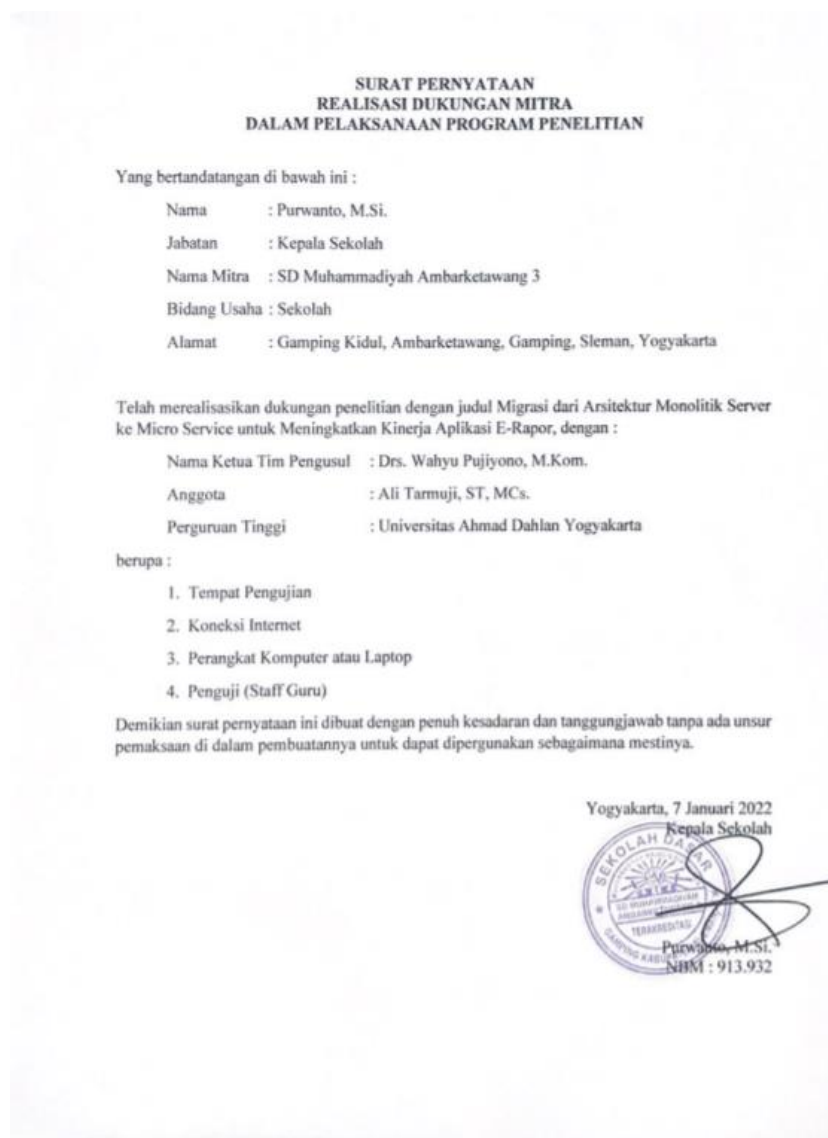 SURAT PERNYATAAN
REALISASI DUKUNGAN MITRA
DALAM PELAKSANAAN PROGRAM PENELITIAN
Yang bertandatangan di bawah ini :
Nama : Purwanto, M.Si.
Jabatan : Kepala Sekolah
Nama Mitra : SD Muhammadiyah Ambarketawang 3
Bidang Usaha : Sekolah
Alamat : Gamping Kidul, Ambarketawang, Gamping, Sleman, Yogyakarta
Telah merealisasikan dukungan penelitian dengan judul Migrasi dari Arsitektur Monolitik Server
ke Micro Service untuk Meningkatkan Kinerja Aplikasi E-Rapor, dengan :
Nama Ketua Tim Pengusul : Drs. Wahyu Pujiyono, M.Kom.
Anggota : Ali Tarmuji, ST, MCs.
Perguruan Tinggi : Universitas Ahmad Dahlan Yogyakarta
berupa :
1. Tempat Pengujian
2. Koneksi Internet
3. Perangkat Komputer atau Laptop
4. Penguji (Staff Guru)
Demikian surat pernyataan ini dibuat dengan penuh kesadaran dan tanggungjawab tanpa ada unsur
pemaksaan di dalam pembuatannya untuk dapat dipergunakan sebagaimana mestinya.
Yogyakarta, 7 Januari 2022
Kepala Sekolah
SEKOLAH DASAR
SD MUHAMMADIYAH
TERAKREDITASI
GAMPING
Purwanto, M.Si.
NBM : 913.932